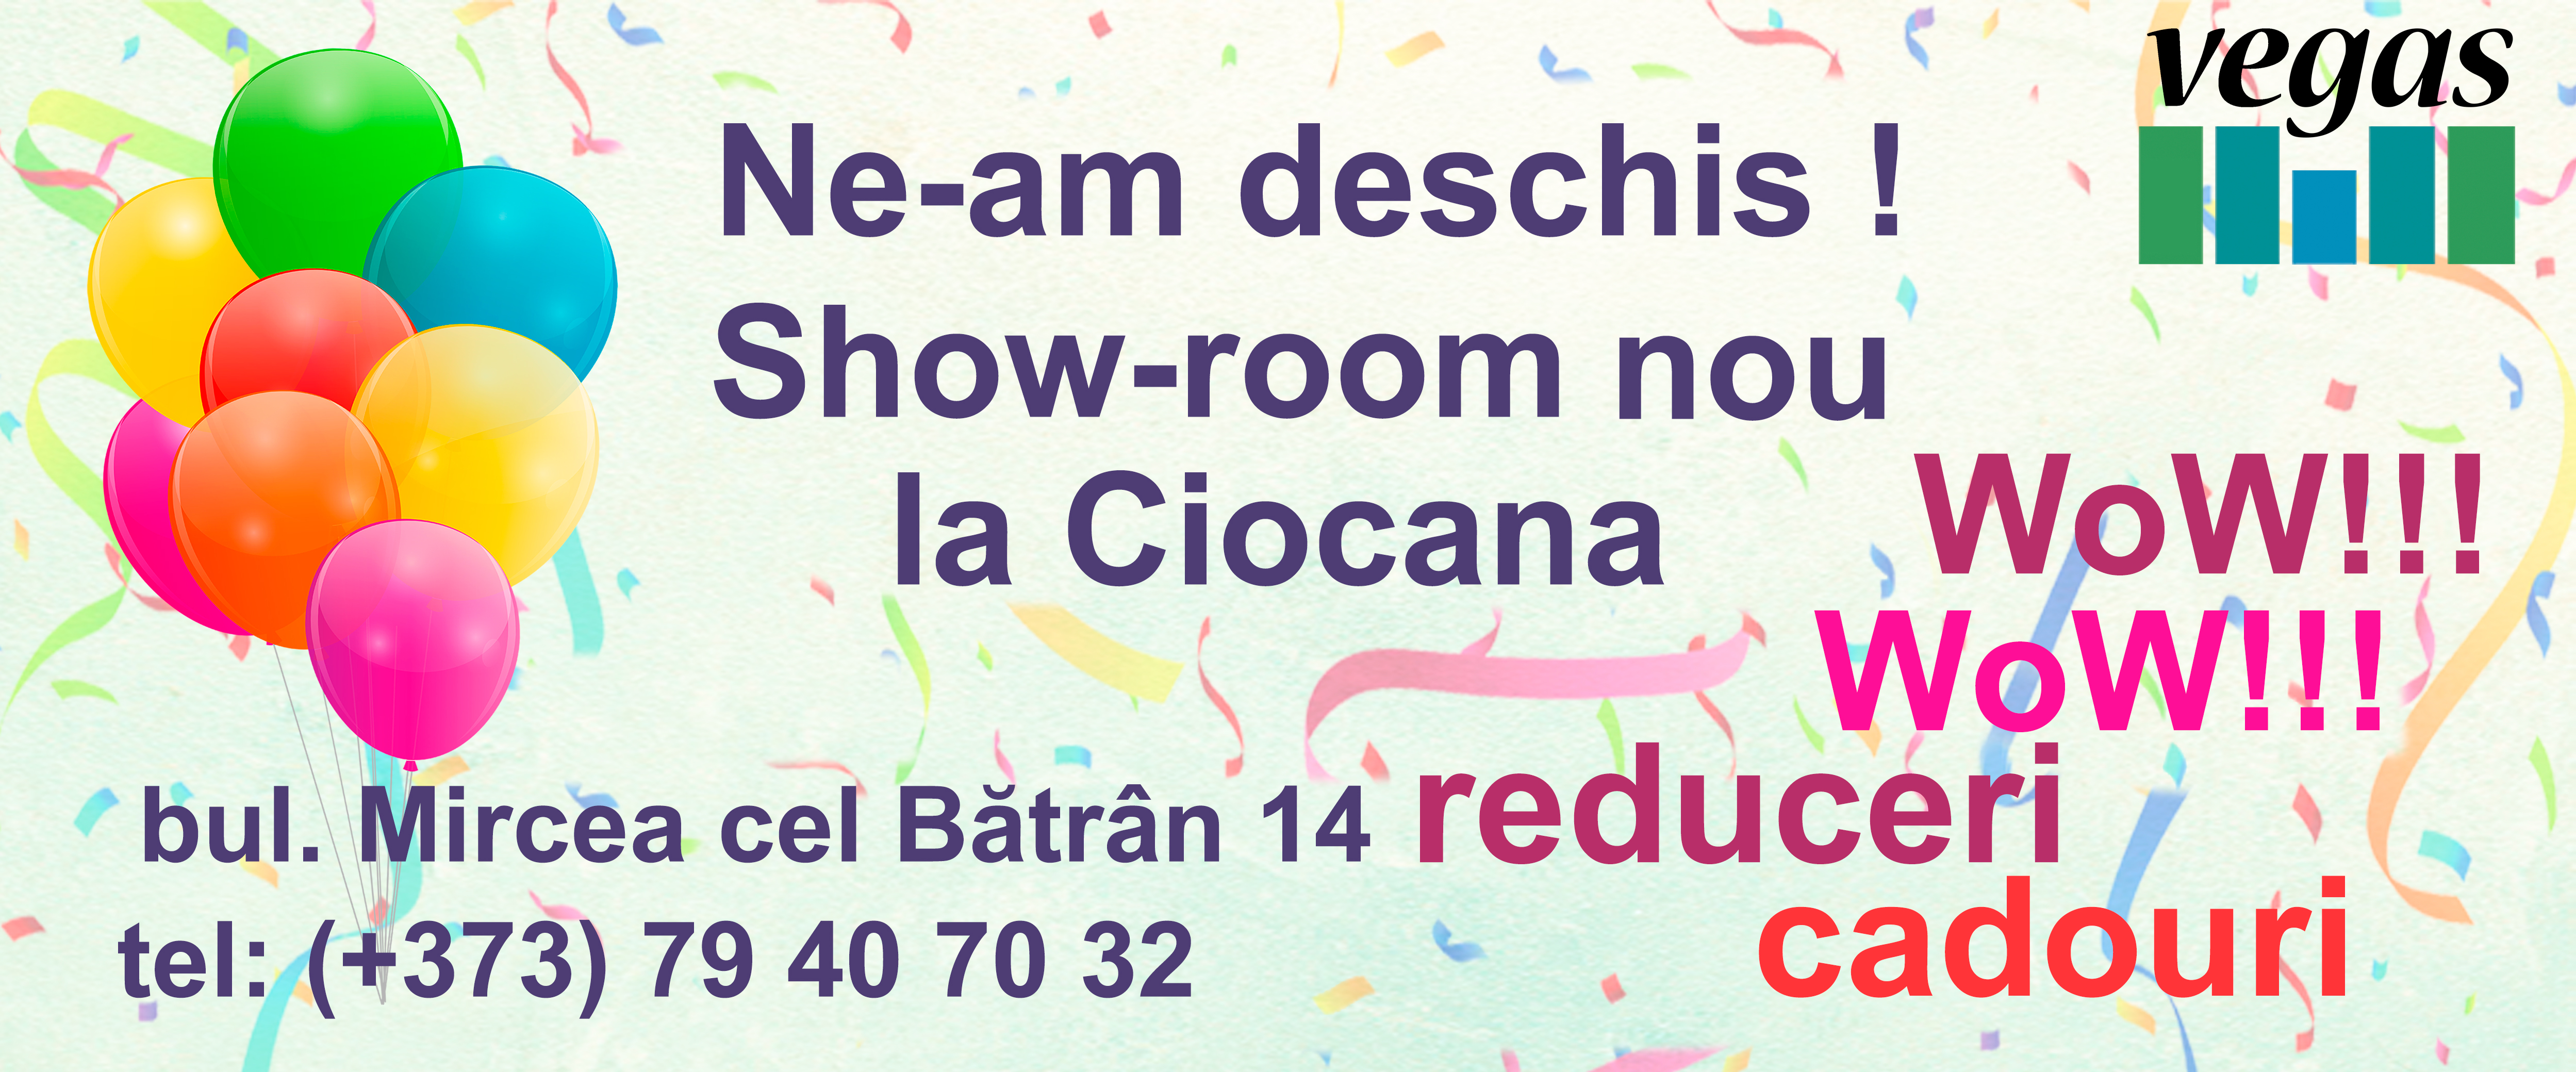 vegas
Ne-am deschis !
Show-room nou
la Ciocana
WoW!!!
WoW!!!
reduceri
cadouri
bul. Mircea cel Bătrân 14
tel: (+373) 79 40 70 32